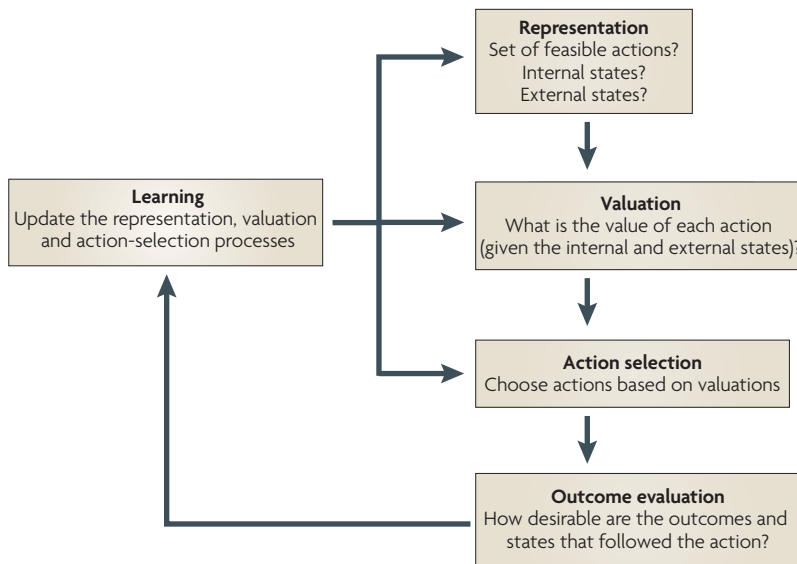 Representation
Set of feasible actions?
Internal states?
External states?
Learning
Update the representation, valuation
and action-selection processes
Valuation
What is the value of each action
(given the internal and external states)?
Action selection
Choose actions based on valuations
Outcome evaluation
How desirable are the outcomes and
states that followed the action?